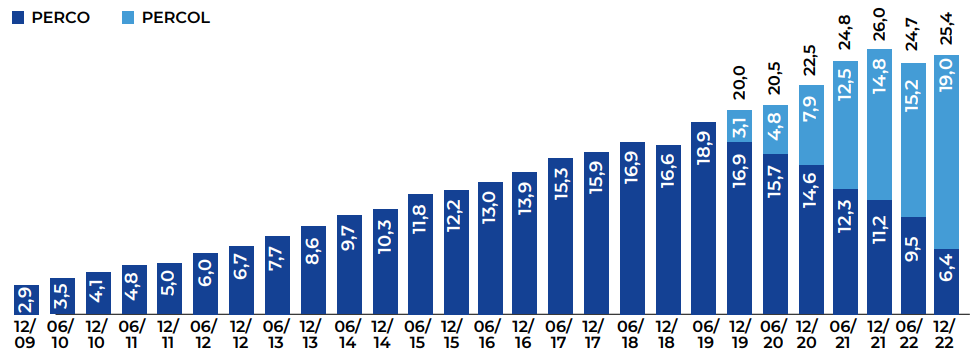 PERCO PERCOL
2,9 3,5 4,1 4,8 5,0 6,0 6,7 7,7 8,6 9,7 10,3 11,8 12,2 13,0 13,9 15,3 15,9 16,9 16,6 18,9 16,9 15,7 14,6 12,3 11,2 9,5 6,4
3,1 4,8 7,9 12,5 14,8 15,2 19,0
20,0 20,5 22,5 24,8 26,0 24,7 25,4
12/ 06/ 12/ 06/ 12/ 06/ 12/ 06/ 12/ 06/ 12/ 06/ 12/ 06/ 12/ 06/ 12/ 06/ 12/ 06/ 12/ 06/ 12/ 06/ 12/ 06/ 12/
09 10 10 11 11 12 12 13 13 14 14 15 15 16 16 17 17 18 18 19 19 20 20 21 21 22 22